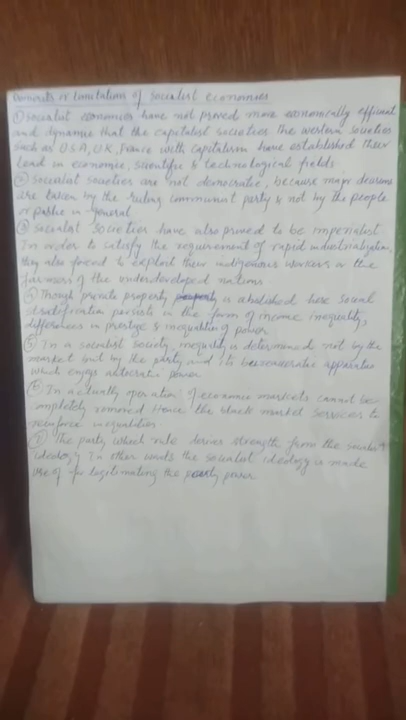 Demerits or Limitation of Socialist economies
① Socialist economies have not proved more economically efficient
and dynamic that the capitalist societies the western societies
such as USA, UK, France with capitalism have established their
lead in economic, scientific & technological fields.
② Socialist societies are not democratic, because major decisions
are taken by the ruling communist party & not by the people
or public in general
③ Socialist Societies have also proved to be imperialist
In order to satisfy the requirement of rapid industrialization,
they also forced to exploit their indigenous workers or the
farmers of the underdeveloped nations
④ Though private property is abolished here Social
stratification persists in the form of income inequality,
differences in prestige & inequalities of power.
⑤ In a socialist society, inequality is determined not by the
market but by the party and its bureaucratic apparatus
which enjoys autocratic power
⑥ In actually operation of economic markets cannot be
completely removed Hence the black market services to
reinforce inequalities.
⑦ The party which rule derives strength from the socialist
ideology In other words the socialist ideology is made
use of for legitimating the party power.